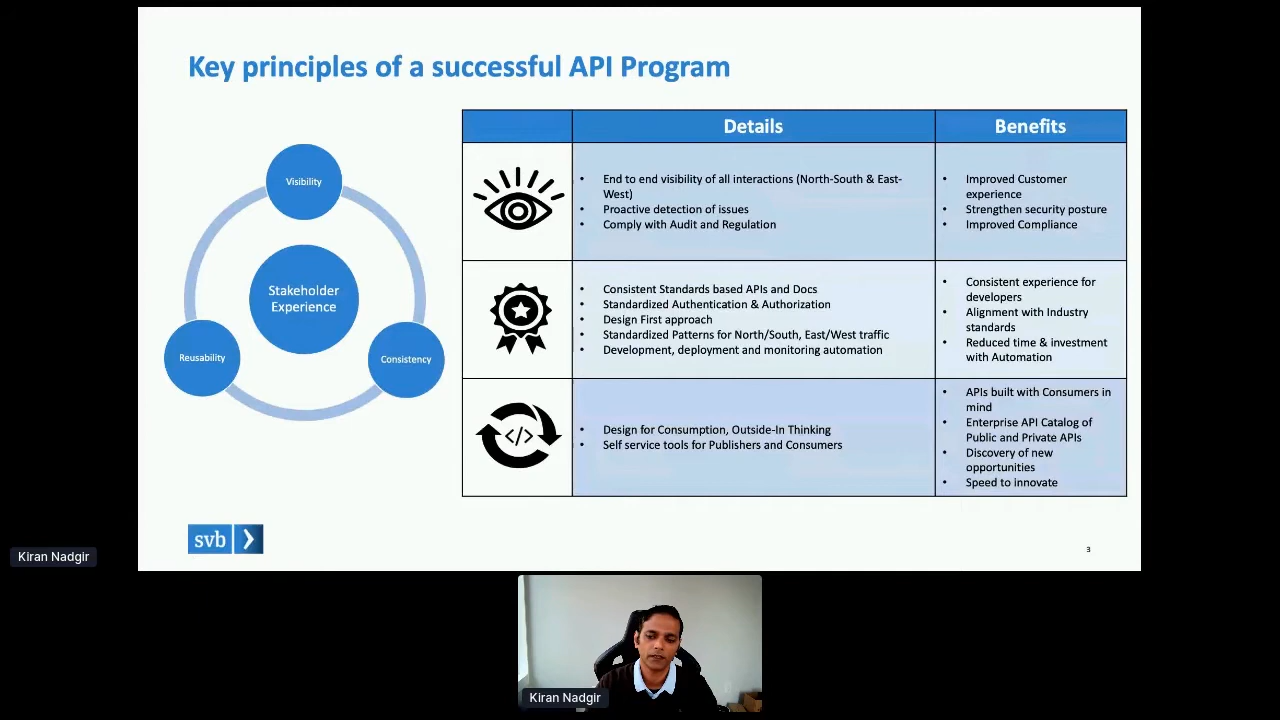 Key principles of a successful API Program
Visibility
Stakeholder
Experience
Reusability
Consistency
Details
Benefits
• End to end visibility of all interactions (North-South & East-
West)
• Proactive detection of issues
• Comply with Audit and Regulation
• Improved Customer
experience
• Strengthen security posture
• Improved Compliance
• Consistent Standards based APIs and Docs
• Standardized Authentication & Authorization
• Design First approach
• Standardized Patterns for North/South, East/West traffic
• Development, deployment and monitoring automation
• Consistent experience for
developers
• Alignment with Industry
standards
• Reduced time & investment
with Automation
</>
• Design for Consumption, Outside-In Thinking
• Self service tools for Publishers and Consumers
• APIs built with Consumers in
mind
• Enterprise API Catalog of
Public and Private APIs
• Discovery of new
opportunities
• Speed to innovate
svb
3
Kiran Nadgir
Kiran Nadgir